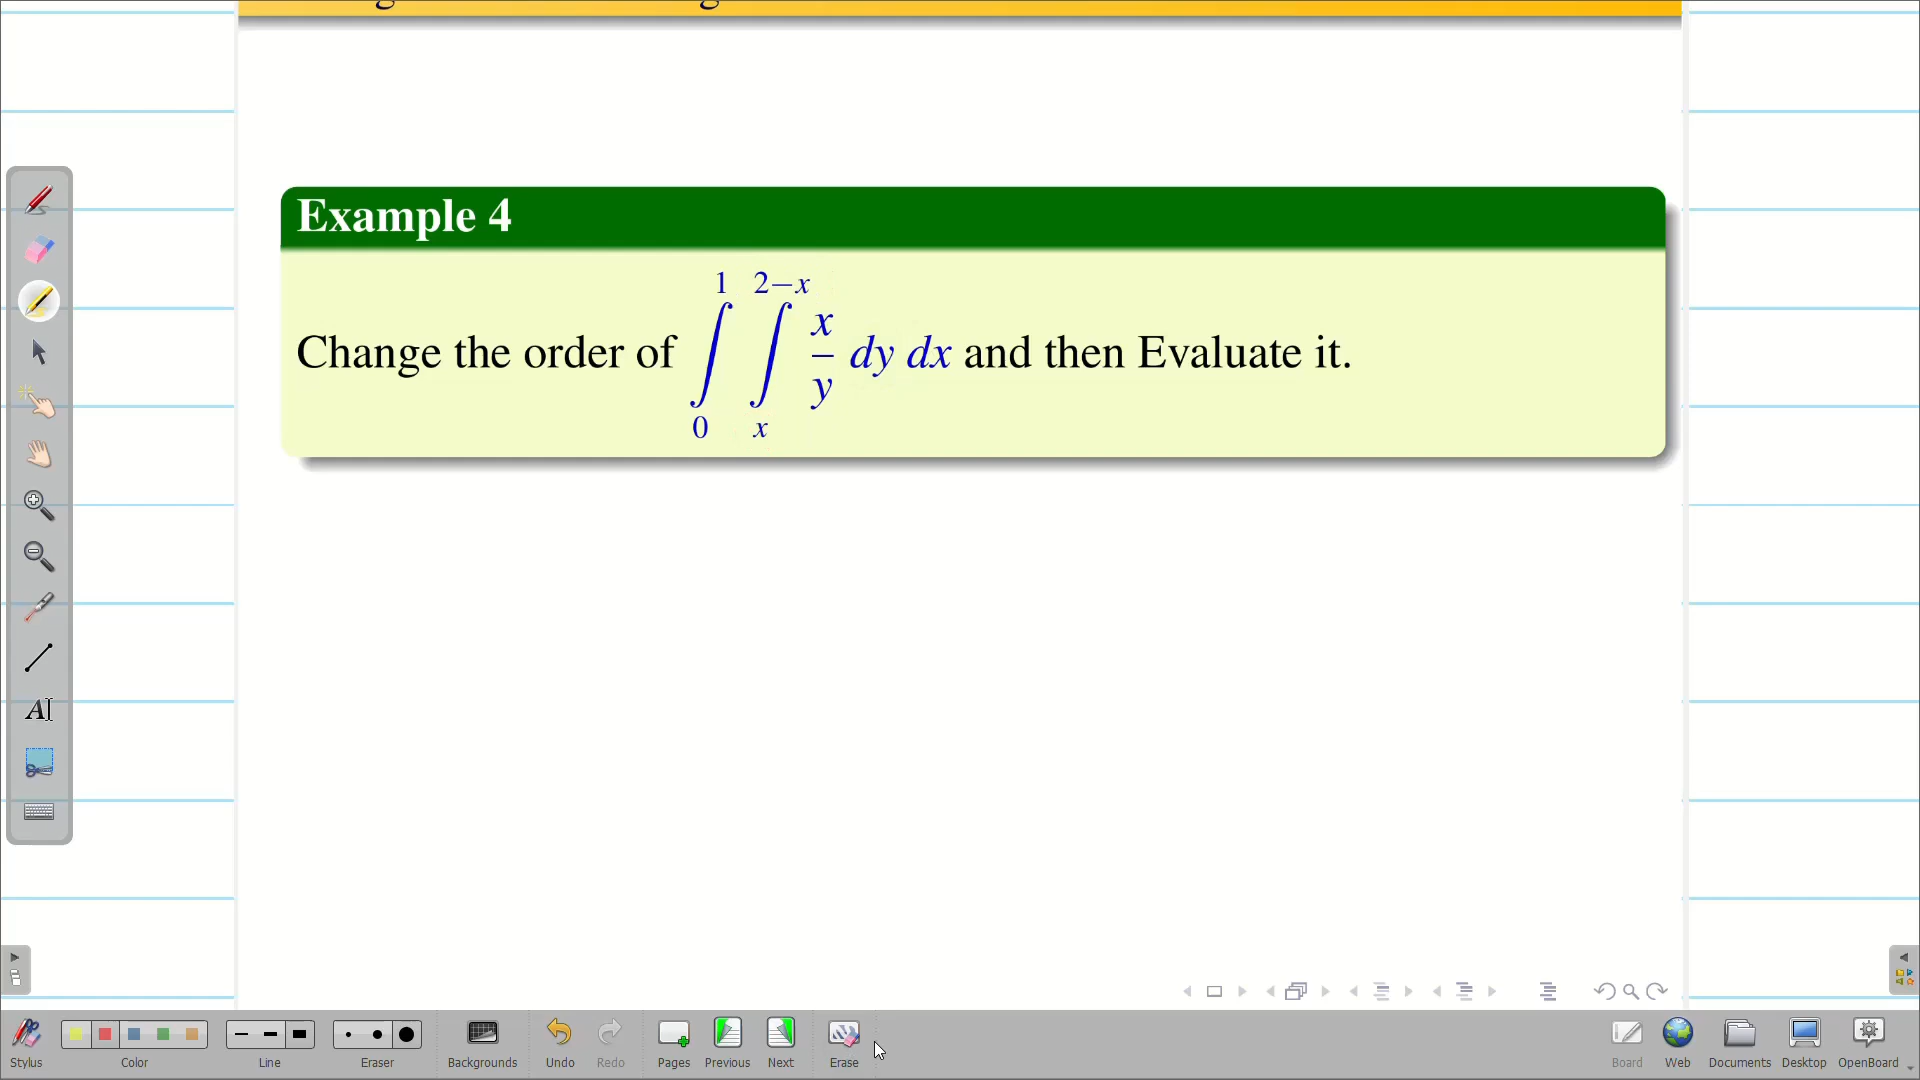 Example 4
Change the order of ∫₀¹ ∫ₓ²⁻ˣ x/y dy dx and then Evaluate it.
Stylus Color Line Eraser Backgrounds Undo Redo Pages Previous Next Erase Board Web Documents Desktop OpenBoard